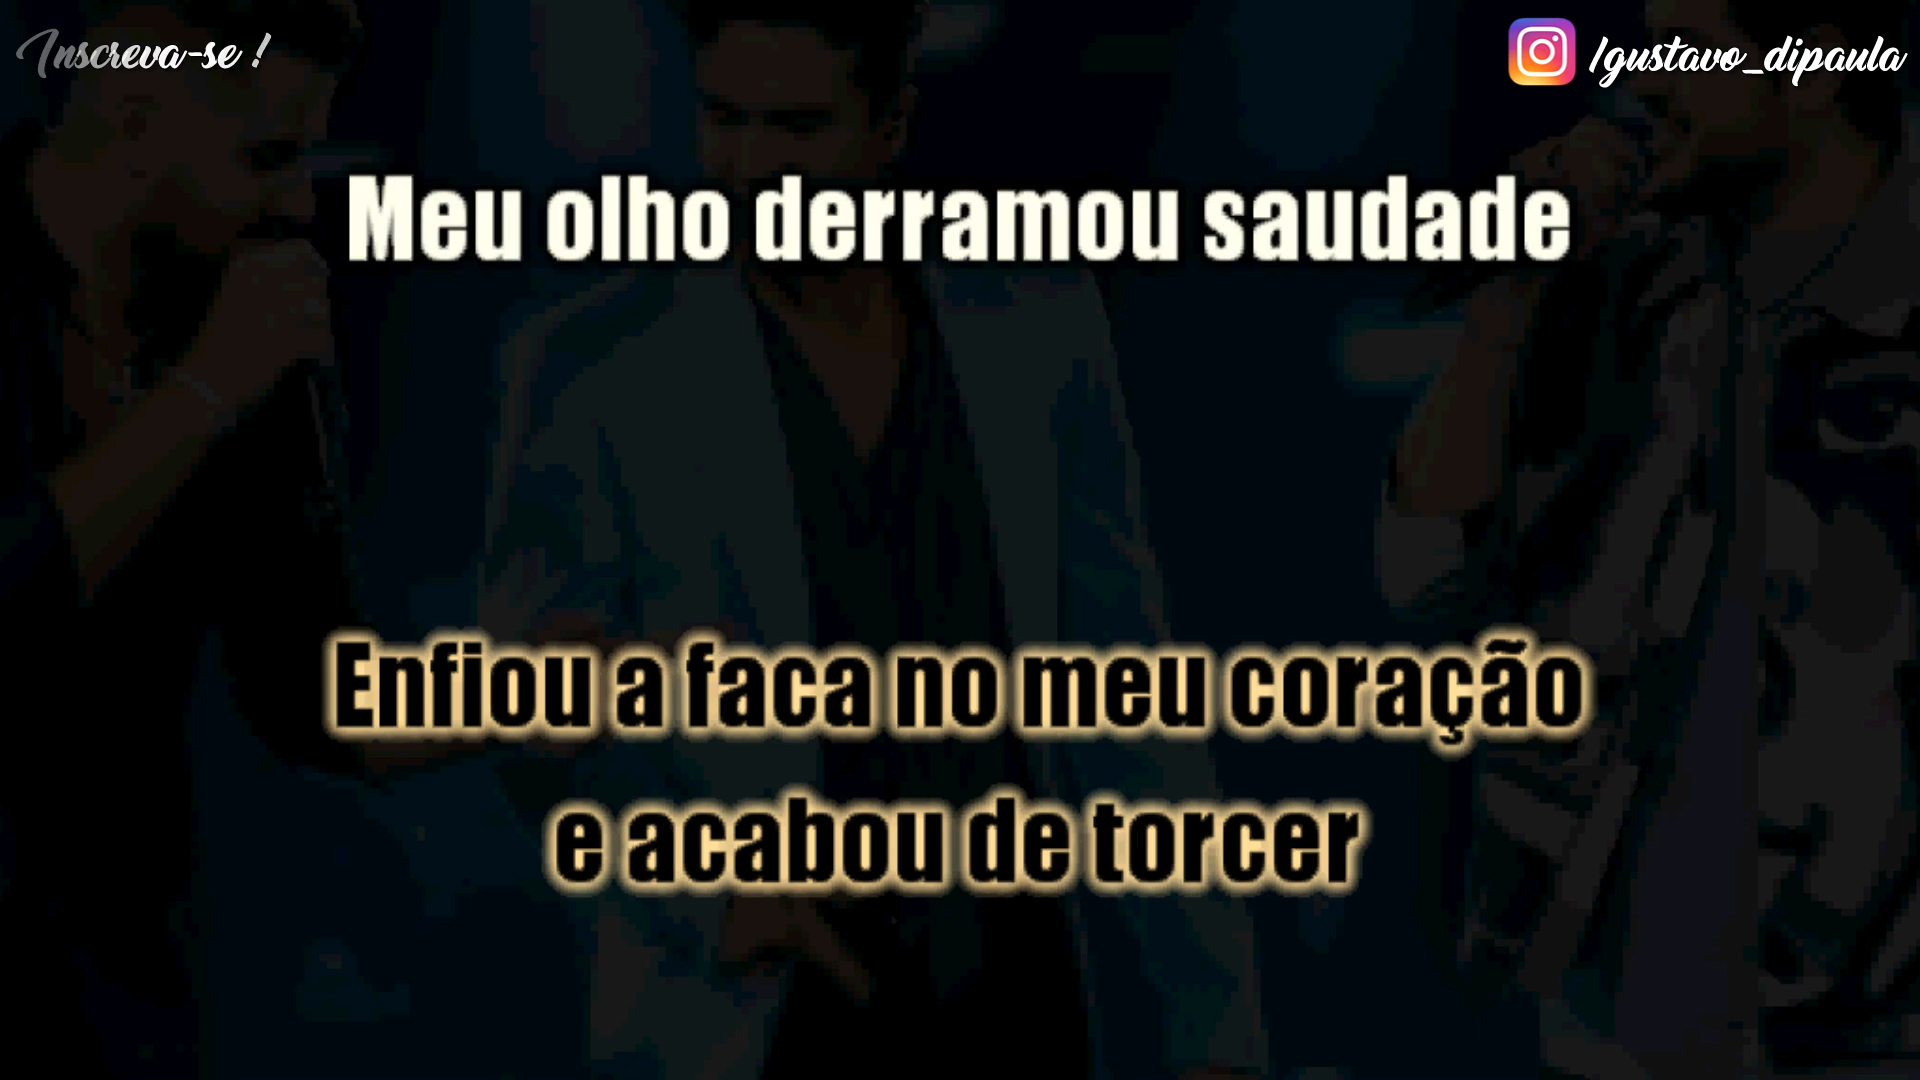 Inscreva-se !
/gustavo_dipaula
Meu olho derramou saudade
Enfiou a faca no meu coração
e acabou de torcer